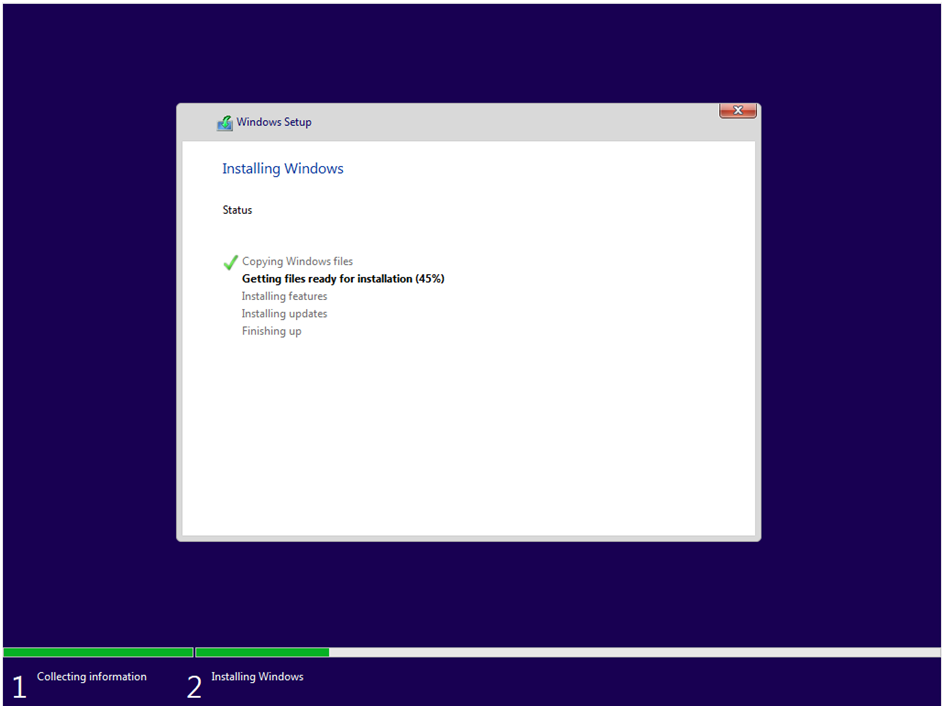 Windows Setup
Installing Windows
Status
Copying Windows files
Getting files ready for installation (45%)
Installing features
Installing updates
Finishing up
1 Collecting information
2 Installing Windows